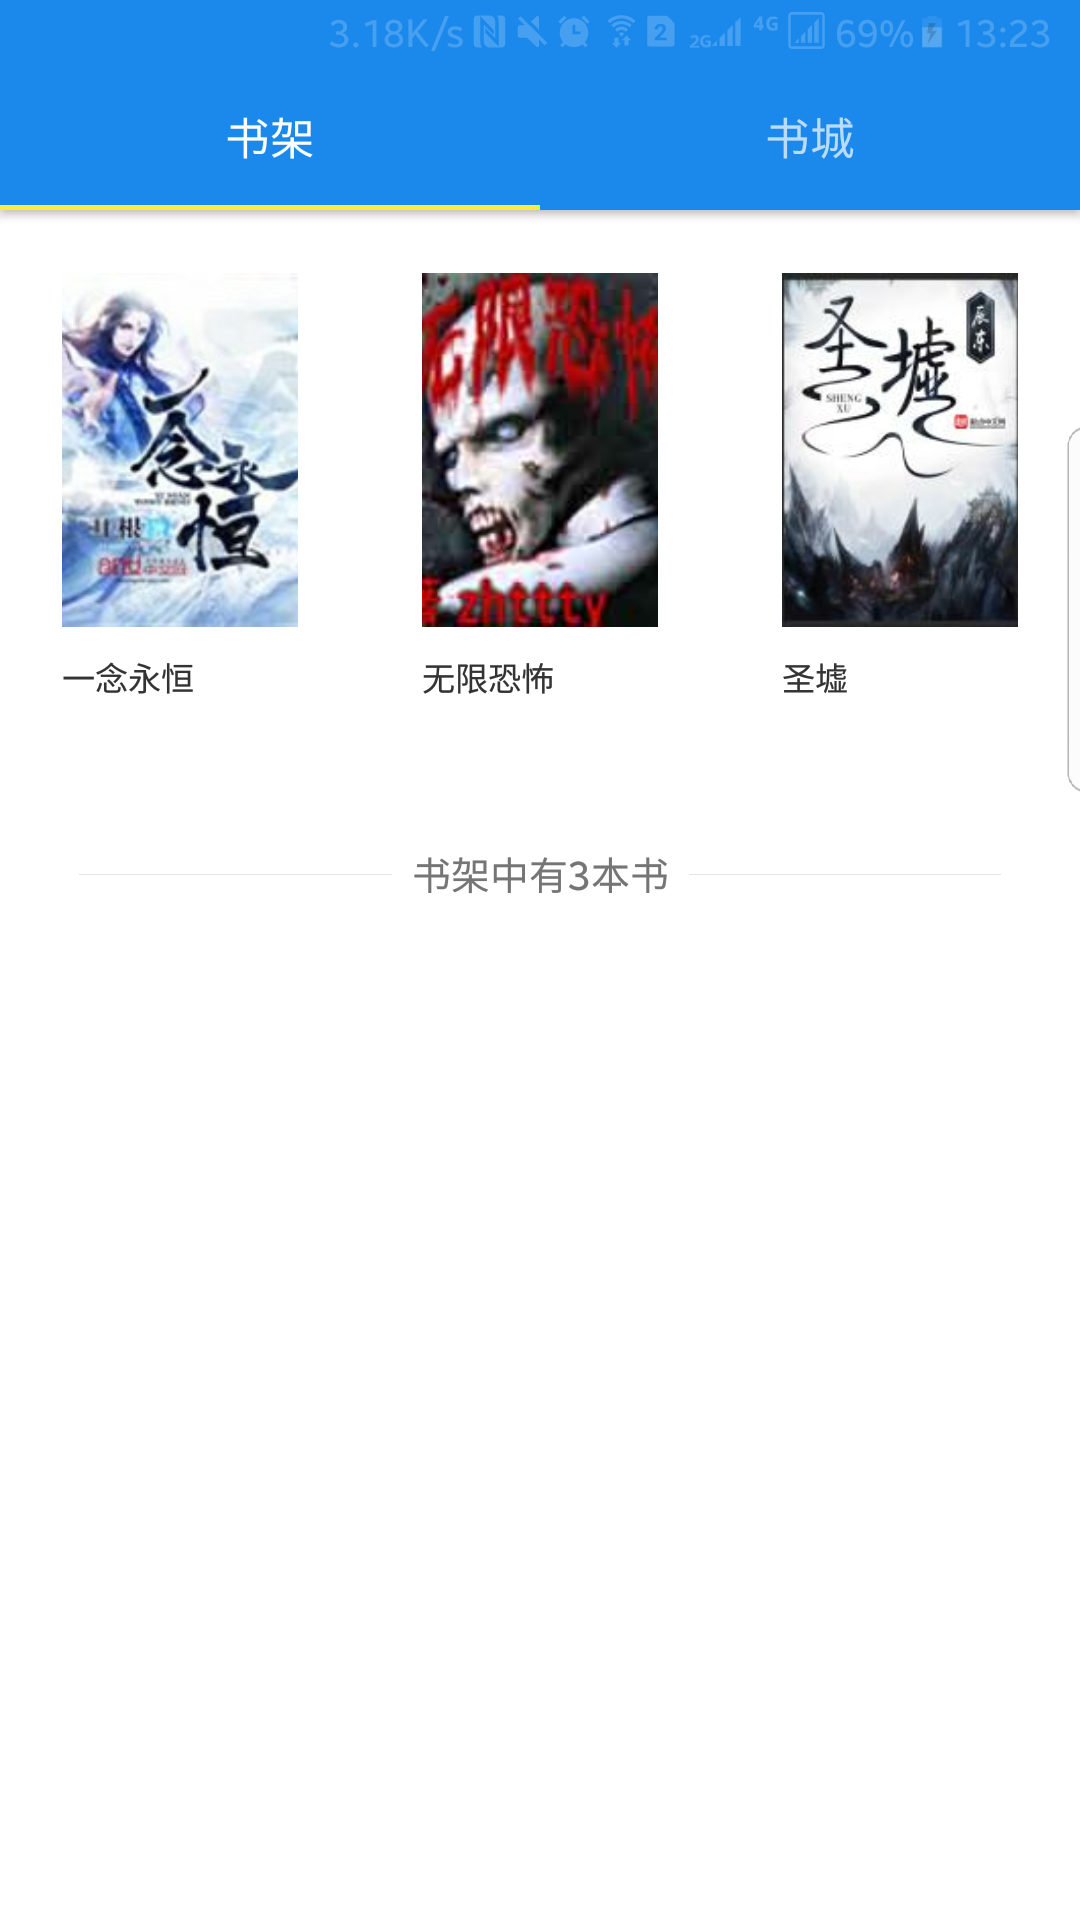 3.18K/s 2 2G 4G 69% 13:23
书架 书城
一念永恒
无限恐怖
著 zhttty
圣墟
辰东
SHENG
XU
一念永恒 无限恐怖 圣墟
书架中有3本书